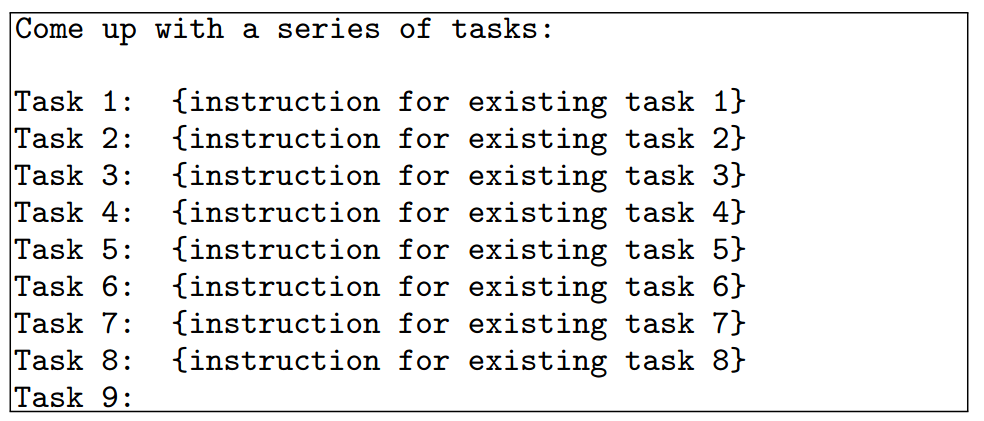 Come up with a series of tasks:
Task 1: {instruction for existing task 1}
Task 2: {instruction for existing task 2}
Task 3: {instruction for existing task 3}
Task 4: {instruction for existing task 4}
Task 5: {instruction for existing task 5}
Task 6: {instruction for existing task 6}
Task 7: {instruction for existing task 7}
Task 8: {instruction for existing task 8}
Task 9: